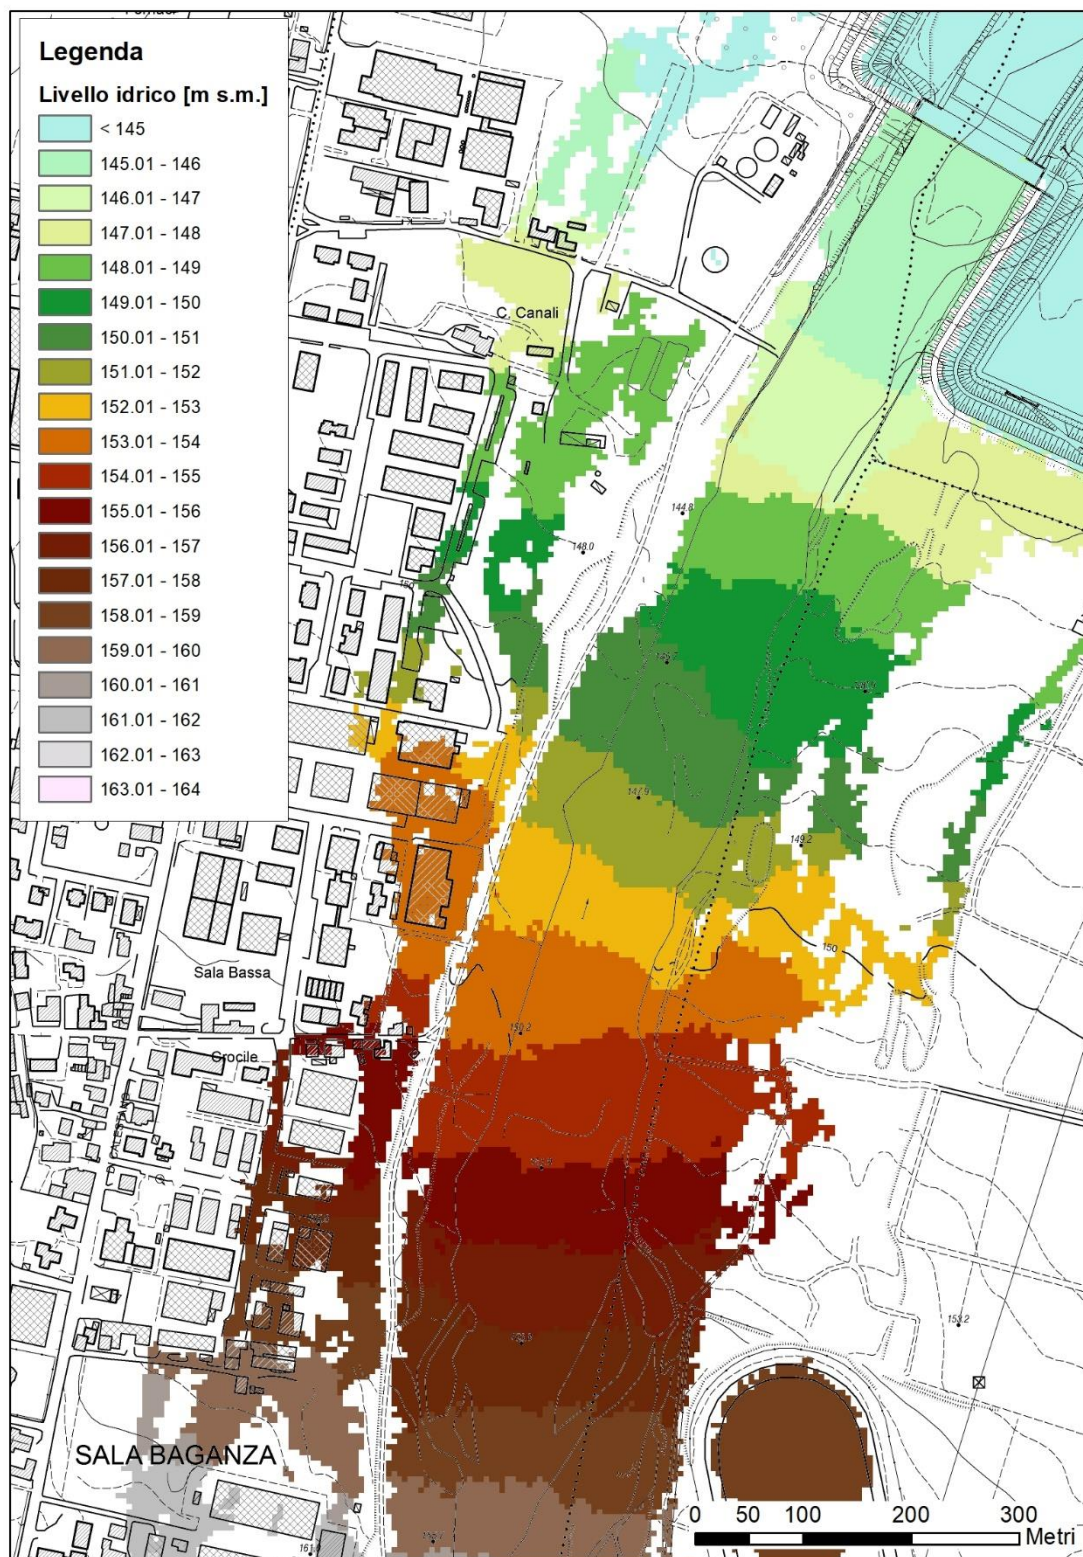 Legenda
Livello idrico [m s.m.]
< 145
145.01 - 146
146.01 - 147
147.01 - 148
148.01 - 149
149.01 - 150
150.01 - 151
151.01 - 152
152.01 - 153
153.01 - 154
154.01 - 155
155.01 - 156
156.01 - 157
157.01 - 158
158.01 - 159
159.01 - 160
160.01 - 161
161.01 - 162
162.01 - 163
163.01 - 164
C. Canali
144.8
148.0
147.9
149.2
150
Sala Bassa
150.2
Crocile
153.2
SALA BAGANZA
0 50 100 200 300
Metri